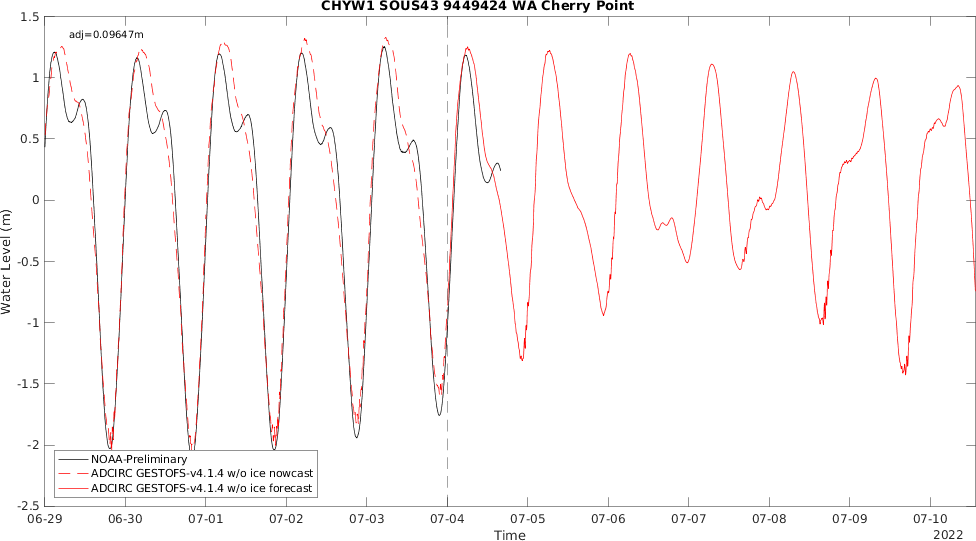 CHYW1 SOUS43 9449424 WA Cherry Point
adj=0.09647m
1.5
1
0.5
0
-0.5
-1
-1.5
-2
-2.5
Water Level (m)
NOAA-Preliminary
ADCIRC GESTOFS-v4.1.4 w/o ice nowcast
ADCIRC GESTOFS-v4.1.4 w/o ice forecast
06-29 06-30 07-01 07-02 07-03 07-04 07-05 07-06 07-07 07-08 07-09 07-10
Time
2022